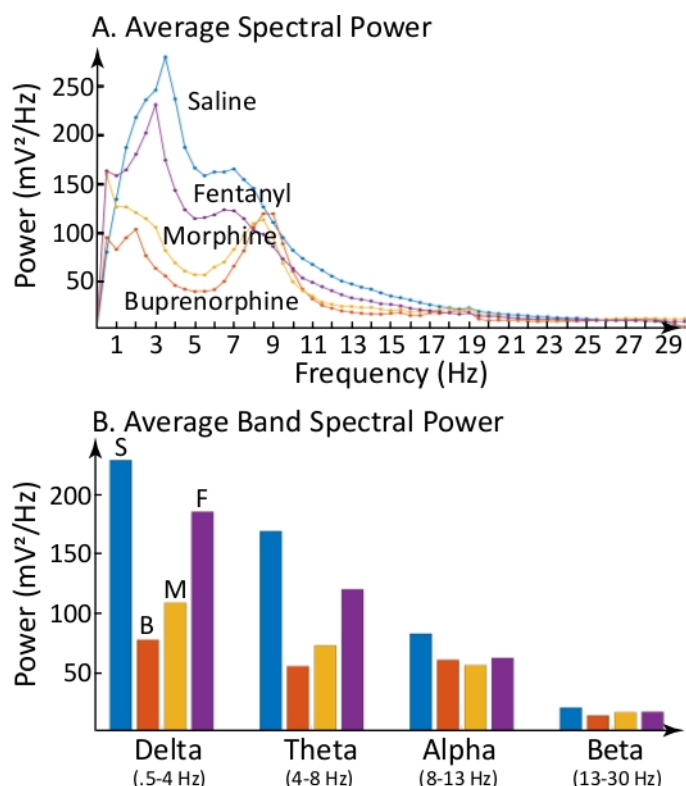 A. Average Spectral Power
Power (mV²/Hz)
250
200
150
100
50
Saline
Fentanyl
Morphine
Buprenorphine
1 3 5 7 9 11 13 15 17 19 21 23 25 27 29
Frequency (Hz)
B. Average Band Spectral Power
Power (mV²/Hz)
200
150
100
50
S
B
M
F
Delta Theta Alpha Beta
(.5-4 Hz) (4-8 Hz) (8-13 Hz) (13-30 Hz)